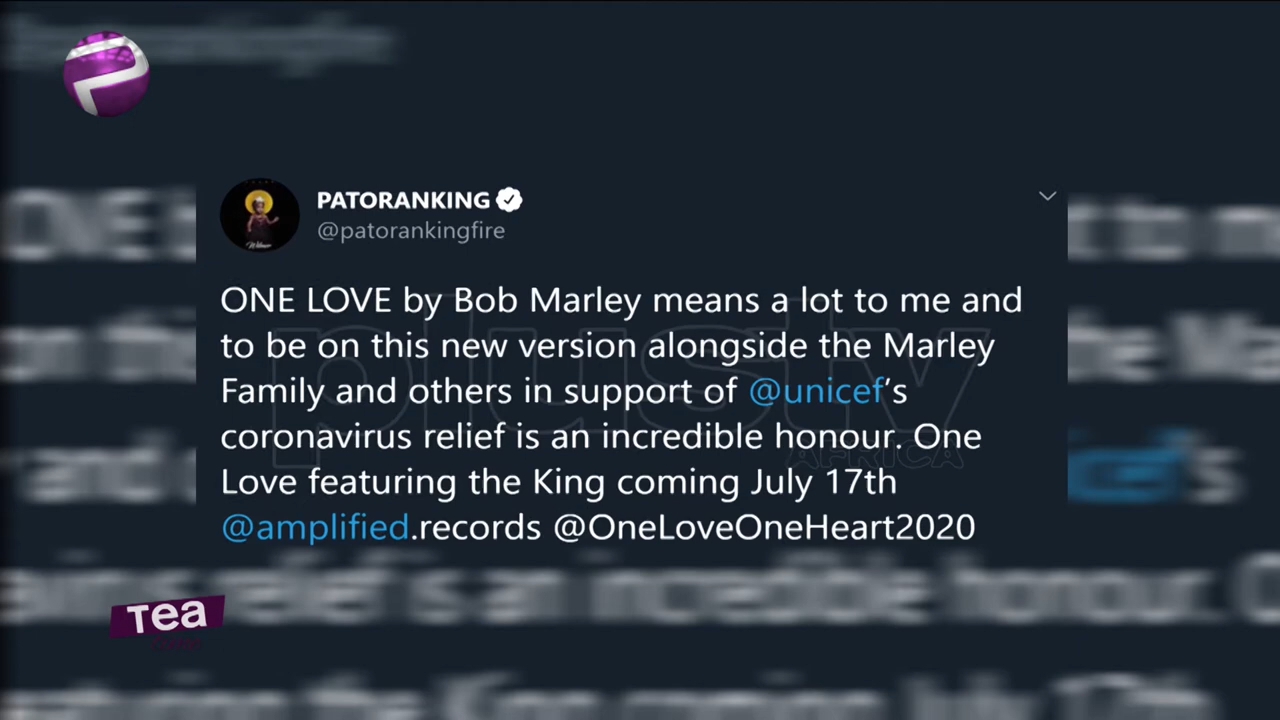 PATORANKING
@patorankingfire
ONE LOVE by Bob Marley means a lot to me and
to be on this new version alongside the Marley
Family and others in support of @unicef’s
coronavirus relief is an incredible honour. One
Love featuring the King coming July 17th
@amplified.records @OneLoveOneHeart2020
plustv
AFRICA
Tea